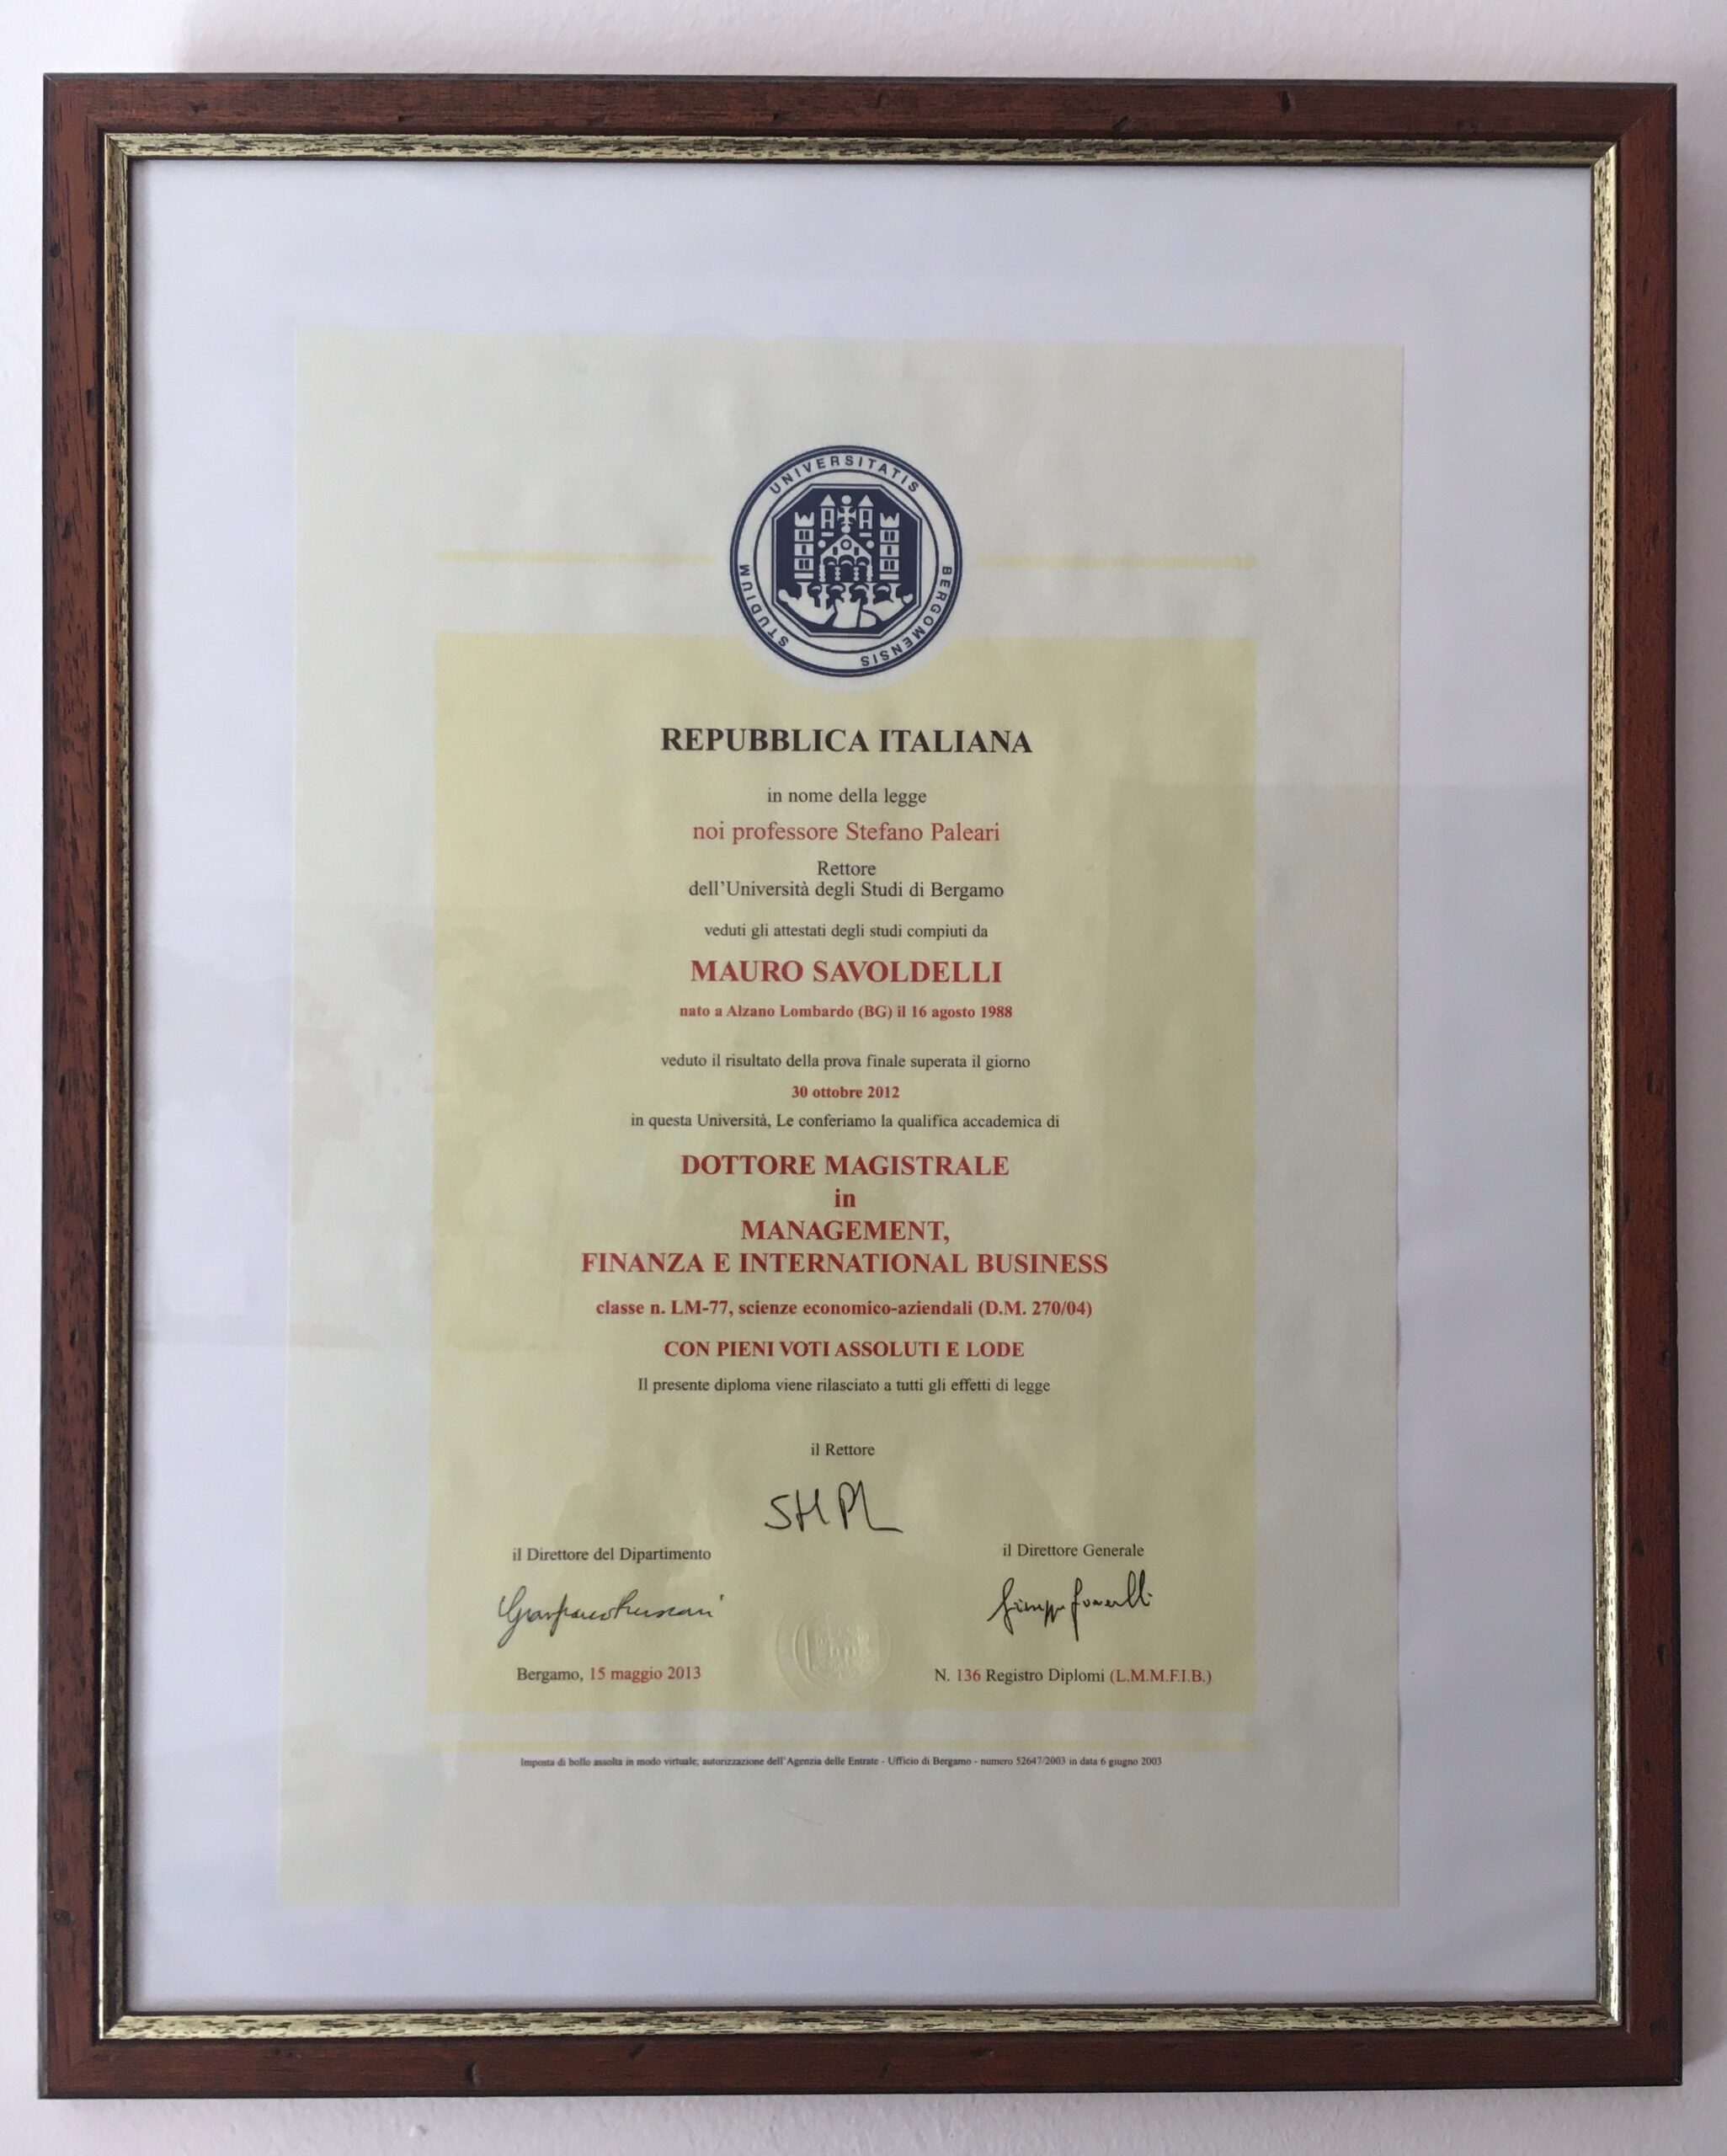 STUDIUM UNIVERSITATIS BERGOMENSIS
REPUBBLICA ITALIANA
in nome della legge
noi professore Stefano Paleari
Rettore
dell'Università degli Studi di Bergamo
veduti gli attestati degli studi compiuti da
MAURO SAVOLDELLI
nato a Alzano Lombardo (BG) il 16 agosto 1988
veduto il risultato della prova finale superata il giorno
30 ottobre 2012
in questa Università, Le conferiamo la qualifica accademica di
DOTTORE MAGISTRALE
in
MANAGEMENT,
FINANZA E INTERNATIONAL BUSINESS
classe n. LM-77, scienze economico-aziendali (D.M. 270/04)
CON PIENI VOTI ASSOLUTI E LODE
Il presente diploma viene rilasciato a tutti gli effetti di legge
il Rettore
il Direttore del Dipartimento
il Direttore Generale
Bergamo, 15 maggio 2013
N. 136 Registro Diplomi (L.M.M.F.I.B.)
Imposta di bollo assolta in modo virtuale; autorizzazione dell'Agenzia delle Entrate - Ufficio di Bergamo - numero 52647/2003 in data 6 giugno 2003